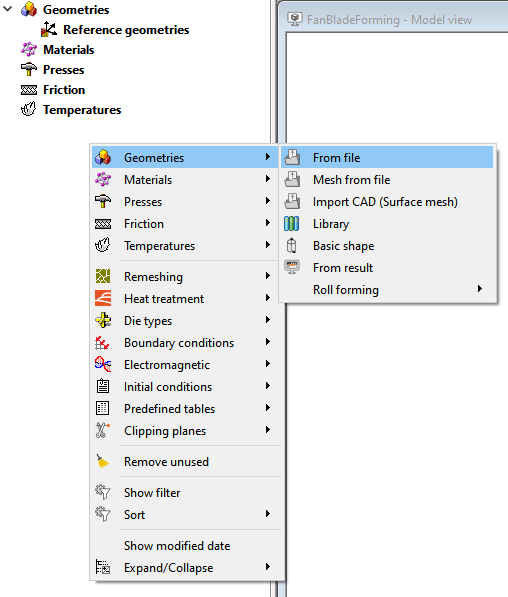 Geometries
Reference geometries
Materials
Presses
Friction
Temperatures
FanBladeForming - Model view
Geometries
Materials
Presses
Friction
Temperatures
Remeshing
Heat treatment
Die types
Boundary conditions
Electromagnetic
Initial conditions
Predefined tables
Clipping planes
Remove unused
Show filter
Sort
Show modified date
Expand/Collapse
From file
Mesh from file
Import CAD (Surface mesh)
Library
Basic shape
From result
Roll forming